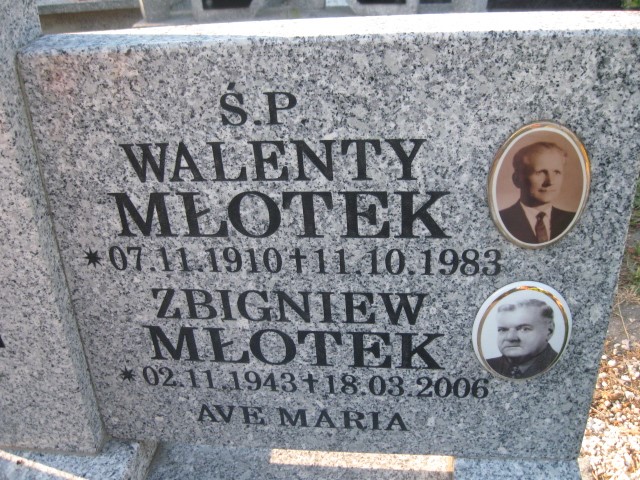 Ś.P.
WALENTY
MŁOTEK
* 07.11.1910 † 11.10.1983
ZBIGNIEW
MŁOTEK
* 02.11.1943 † 18.03.2006
AVE MARIA